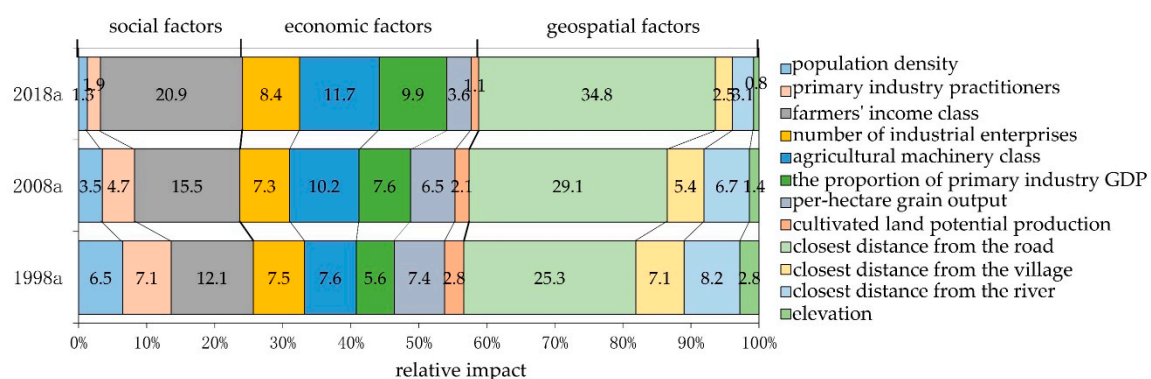 social factors economic factors geospatial factors
2018a 1.3 1.9 20.9 8.4 11.7 9.9 3.6 1.1 34.8 2.5 3.1 0.8
2008a 3.5 4.7 15.5 7.3 10.2 7.6 6.5 2.1 29.1 5.4 6.7 1.4
1998a 6.5 7.1 12.1 7.5 7.6 5.6 7.4 2.8 25.3 7.1 8.2 2.8
0% 10% 20% 30% 40% 50% 60% 70% 80% 90% 100%
relative impact
population density
primary industry practitioners
farmers' income class
number of industrial enterprises
agricultural machinery class
the proportion of primary industry GDP
per-hectare grain output
cultivated land potential production
closest distance from the road
closest distance from the village
closest distance from the river
elevation